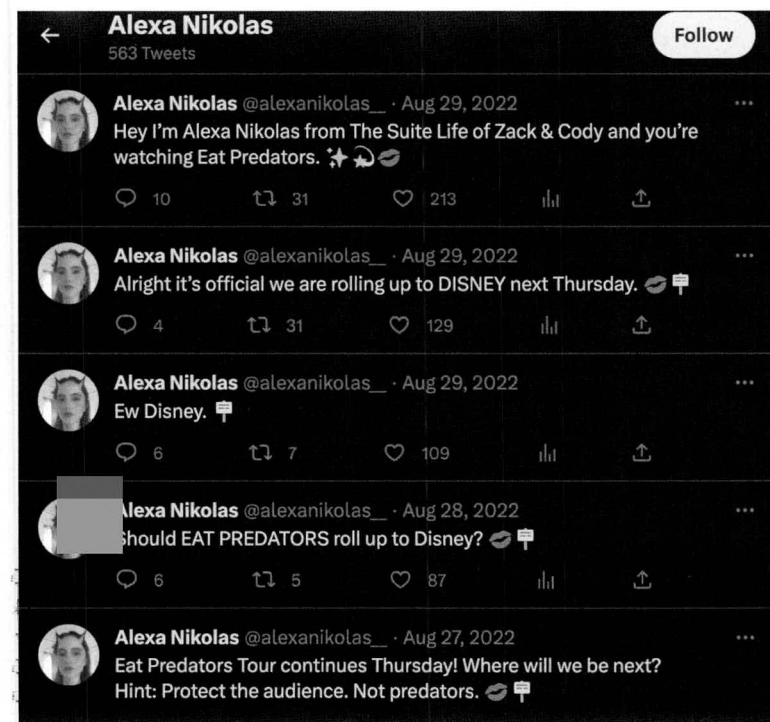 Alexa Nikolas
563 Tweets
Follow
Alexa Nikolas @alexanikolas__ · Aug 29, 2022
Hey I'm Alexa Nikolas from The Suite Life of Zack & Cody and you're
watching Eat Predators. ✨💫💋
10 31 213
Alexa Nikolas @alexanikolas__ · Aug 29, 2022
Alright it's official we are rolling up to DISNEY next Thursday. 💋🪧
4 31 129
Alexa Nikolas @alexanikolas__ · Aug 29, 2022
Ew Disney. 🪧
6 7 109
Alexa Nikolas @alexanikolas__ · Aug 28, 2022
EAT PREDATORS roll up to Disney? 💋🪧
6 5 87
Alexa Nikolas @alexanikolas__ · Aug 27, 2022
Eat Predators Tour continues Thursday! Where will we be next?
Hint: Protect the audience. Not predators. 💋🪧